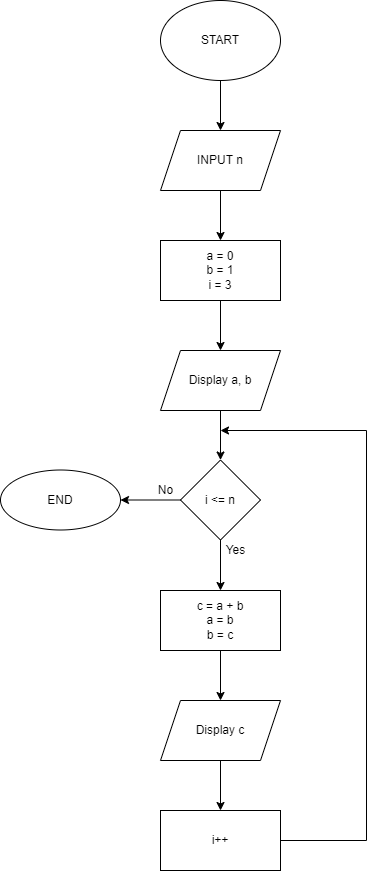 START
INPUT n
a = 0
b = 1
i = 3
Display a, b
i <= n
No
END
Yes
c = a + b
a = b
b = c
Display c
i++